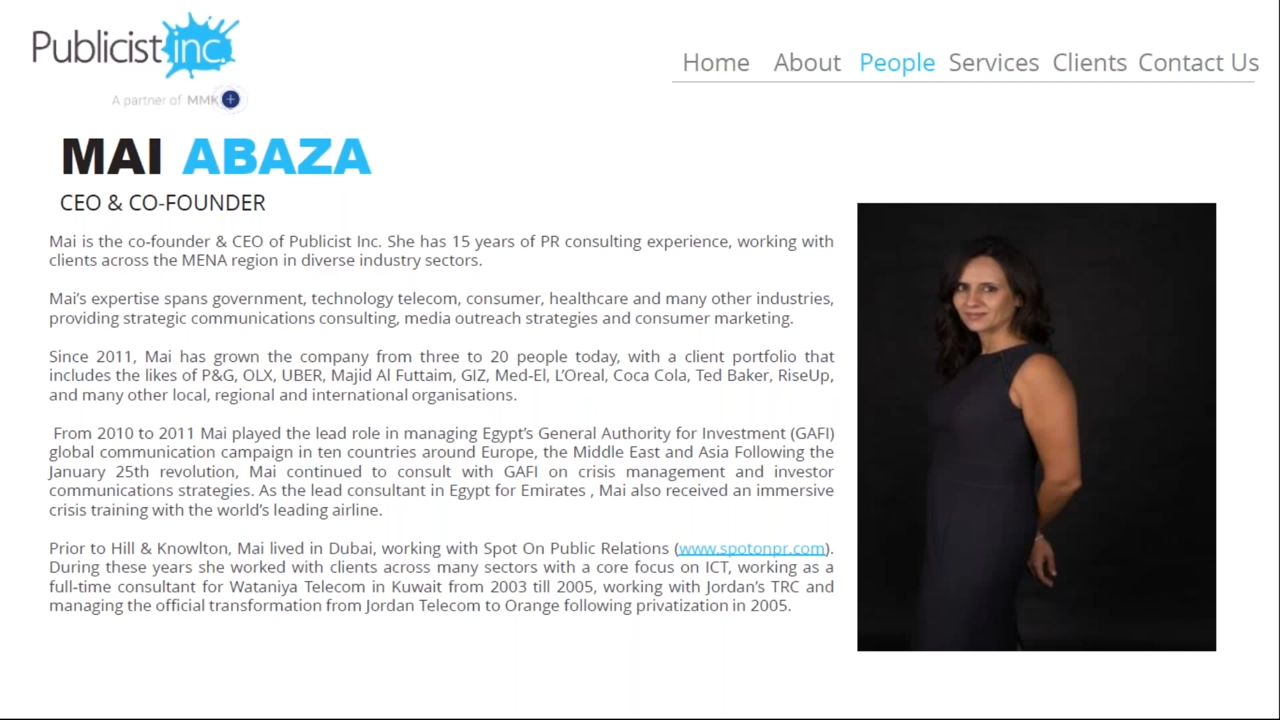 Publicist inc.
A partner of MMK+
Home About People Services Clients Contact Us
MAI ABAZA
CEO & CO-FOUNDER
Mai is the co-founder & CEO of Publicist Inc. She has 15 years of PR consulting experience, working with
clients across the MENA region in diverse industry sectors.
Mai’s expertise spans government, technology telecom, consumer, healthcare and many other industries,
providing strategic communications consulting, media outreach strategies and consumer marketing.
Since 2011, Mai has grown the company from three to 20 people today, with a client portfolio that
includes the likes of P&G, OLX, UBER, Majid Al Futtaim, GIZ, Med-El, L’Oreal, Coca Cola, Ted Baker, RiseUp,
and many other local, regional and international organisations.
From 2010 to 2011 Mai played the lead role in managing Egypt’s General Authority for Investment (GAFI)
global communication campaign in ten countries around Europe, the Middle East and Asia Following the
January 25th revolution, Mai continued to consult with GAFI on crisis management and investor
communications strategies. As the lead consultant in Egypt for Emirates , Mai also received an immersive
crisis training with the world’s leading airline.
Prior to Hill & Knowlton, Mai lived in Dubai, working with Spot On Public Relations (www.spotonpr.com).
During these years she worked with clients across many sectors with a core focus on ICT, working as a
full-time consultant for Wataniya Telecom in Kuwait from 2003 till 2005, working with Jordan’s TRC and
managing the official transformation from Jordan Telecom to Orange following privatization in 2005.